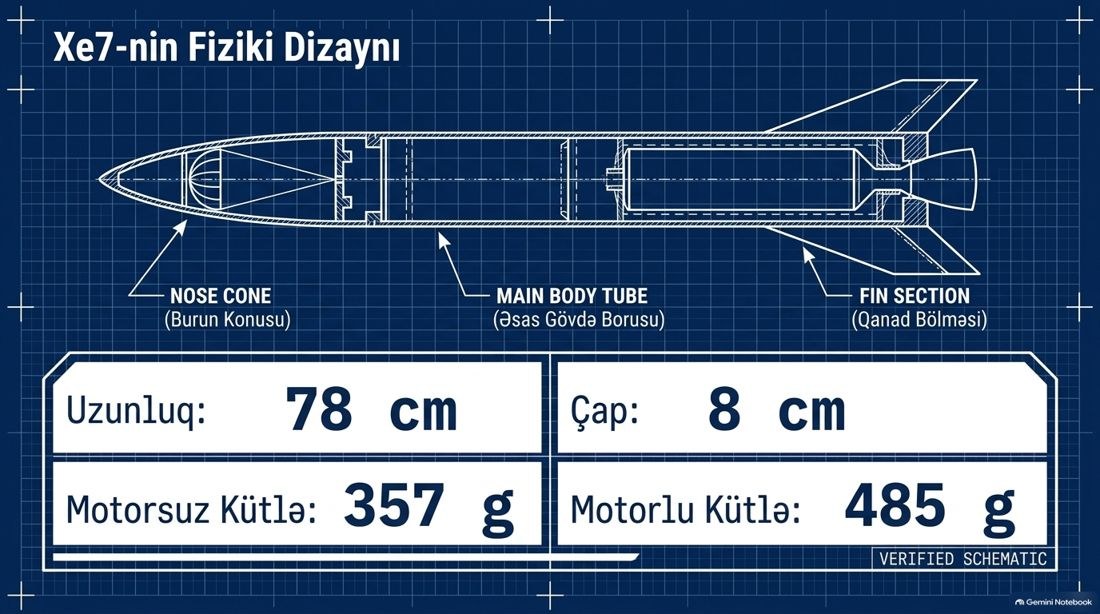 Xe7-nin Fiziki Dizaynı
NOSE CONE
(Burun Konusu)
MAIN BODY TUBE
(Əsas Gövdə Borusu)
FIN SECTION
(Qanad Bölməsi)
Uzunluq: 78 cm
Çap: 8 cm
Motorsuz Kütlə: 357 g
Motorlu Kütlə: 485 g
VERIFIED SCHEMATIC
Gemini Notebook